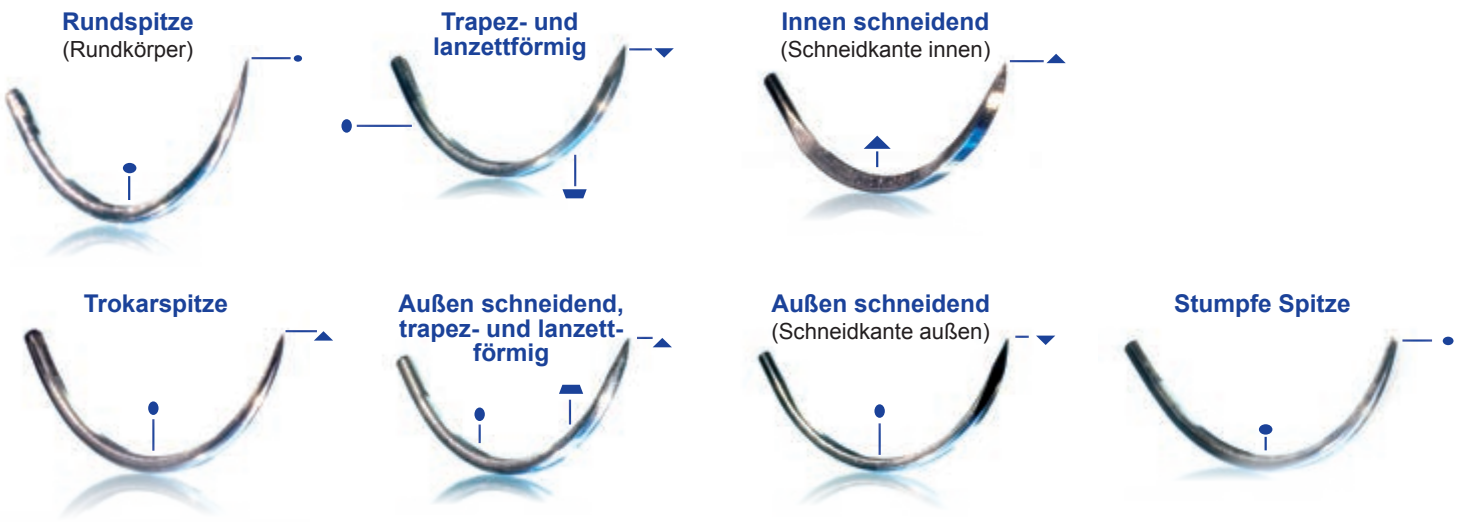 Rundspitze
(Rundkörper)
Trapez- und
lanzettförmig
Innen schneidend
(Schneidkante innen)
Trokarspitze
Außen schneidend,
trapez- und lanzett-
förmig
Außen schneidend
(Schneidkante außen)
Stumpfe Spitze